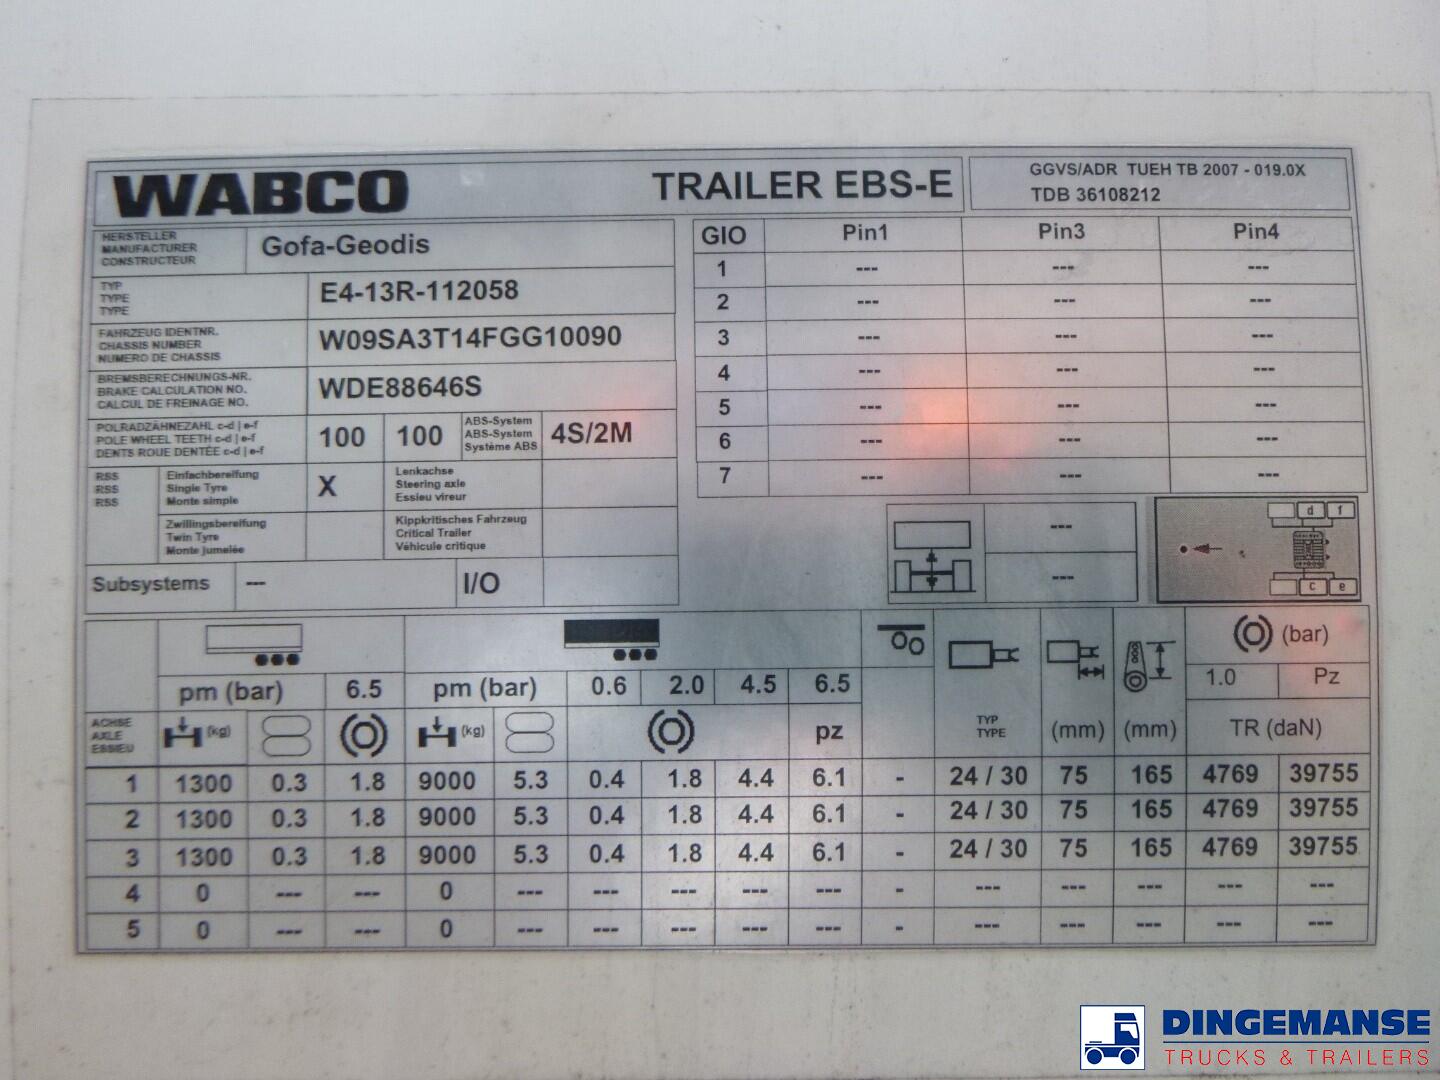 WABCO TRAILER EBS-E GGVS/ADR TUEH TB 2007 - 019.0X
TDB 36108212
HERSTELLER
MANUFACTURER
CONSTRUCTEUR
Gofa-Geodis
TYP
TYPE
TYPE
E4-13R-112058
FAHRZEUG IDENTNR.
CHASSIS NUMBER
NUMERO DE CHASSIS
W09SA3T14FGG10090
BREMSBERECHNUNGS-NR.
BRAKE CALCULATION NO.
CALCUL DE FREINAGE NO.
WDE88646S
POLRADZÄHNEZAHL c-d | e-f
POLE WHEEL TEETH c-d | e-f
DENTS ROUE DENTÉE c-d | e-f
100 100
ABS-System
ABS-System
Système ABS
4S/2M
RSS
RSS
RSS
Einfachbereifung
Single Tyre
Monte simple
X
Lenkachse
Steering axle
Essieu vireur
Zwillingsbereifung
Twin Tyre
Monte jumelée
Kippkritisches Fahrzeug
Critical Trailer
Véhicule critique
Subsystems --- I/O
GIO Pin1 Pin3 Pin4
1 --- --- ---
2 --- --- ---
3 --- --- ---
4 --- --- ---
5 --- --- ---
6 --- --- ---
7 --- --- ---
---
---
d f
c e
(bar)
pm (bar) 6.5 pm (bar) 0.6 2.0 4.5 6.5 1.0 Pz
ACHSE
AXLE
ESSIEU
(kg) (kg) pz
TYP
TYPE
(mm) (mm) TR (daN)
1 1300 0.3 1.8 9000 5.3 0.4 1.8 4.4 6.1 - 24 / 30 75 165 4769 39755
2 1300 0.3 1.8 9000 5.3 0.4 1.8 4.4 6.1 - 24 / 30 75 165 4769 39755
3 1300 0.3 1.8 9000 5.3 0.4 1.8 4.4 6.1 - 24 / 30 75 165 4769 39755
4 0 --- --- 0 --- --- --- --- --- - --- --- --- --- ---
5 0 --- --- 0 --- --- --- --- --- - --- --- --- --- ---
DINGEMANSE
TRUCKS & TRAILERS